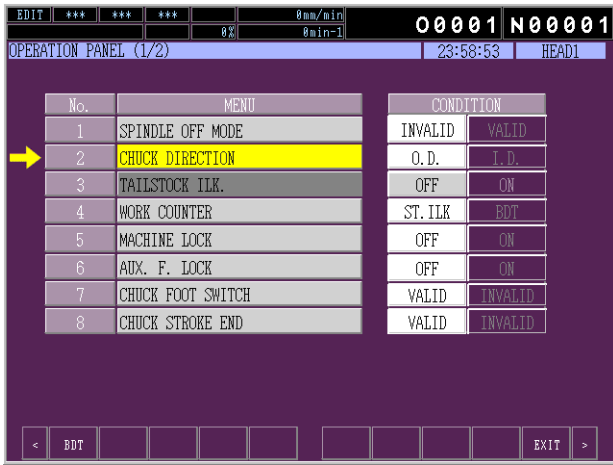 EDIT *** *** *** 0mm/min O0001 N00001
0% 0min-1
OPERATION PANEL (1/2) 23:58:53 HEAD1
No. MENU CONDITION
1 SPINDLE OFF MODE INVALID VALID
2 CHUCK DIRECTION O.D. I.D.
3 TAILSTOCK ILK. OFF ON
4 WORK COUNTER ST.ILK BDT
5 MACHINE LOCK OFF ON
6 AUX. F. LOCK OFF ON
7 CHUCK FOOT SWITCH VALID INVALID
8 CHUCK STROKE END VALID INVALID
< BDT EXIT >